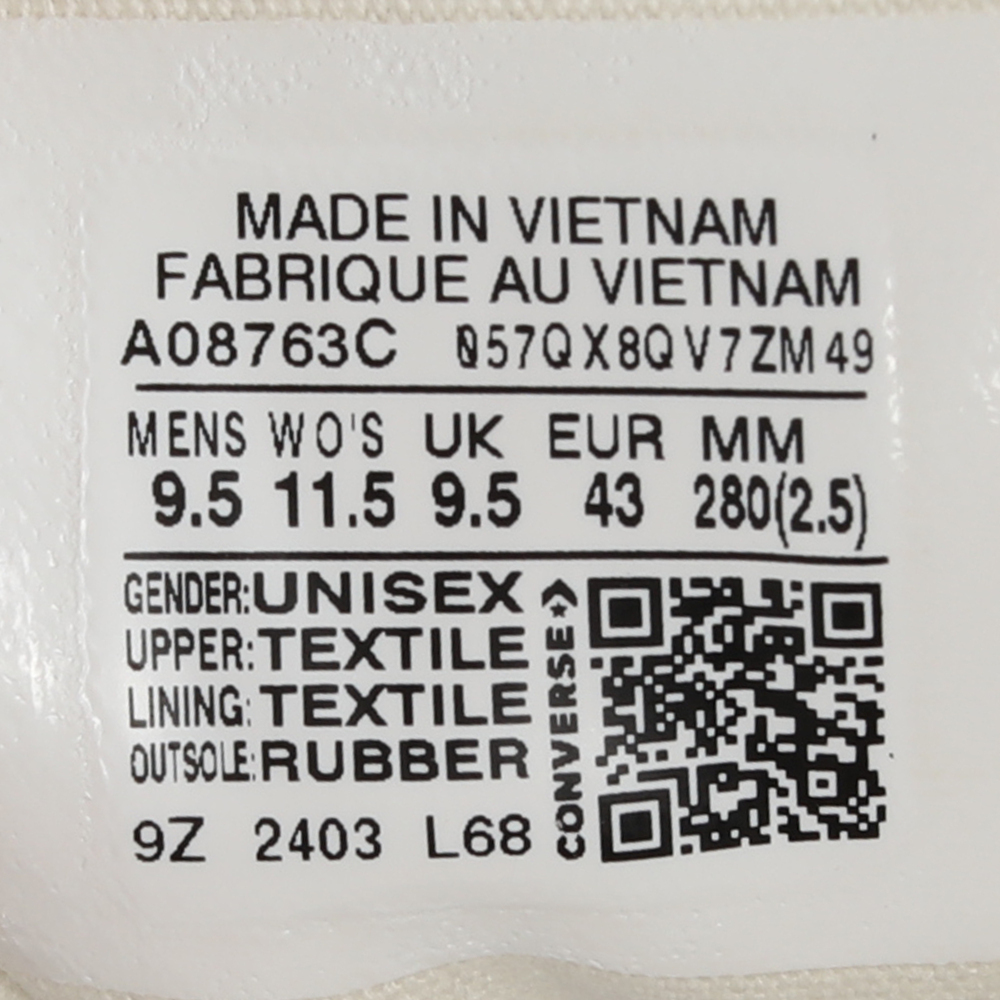 MADE IN VIETNAM
FABRIQUE AU VIETNAM
A08763C 057QX8QV7ZM49
MENS WO'S UK EUR MM
9.5 11.5 9.5 43 280(2.5)
GENDER:UNISEX
UPPER:TEXTILE
LINING:TEXTILE
OUTSOLE:RUBBER
CONVERSE
9Z 2403 L68